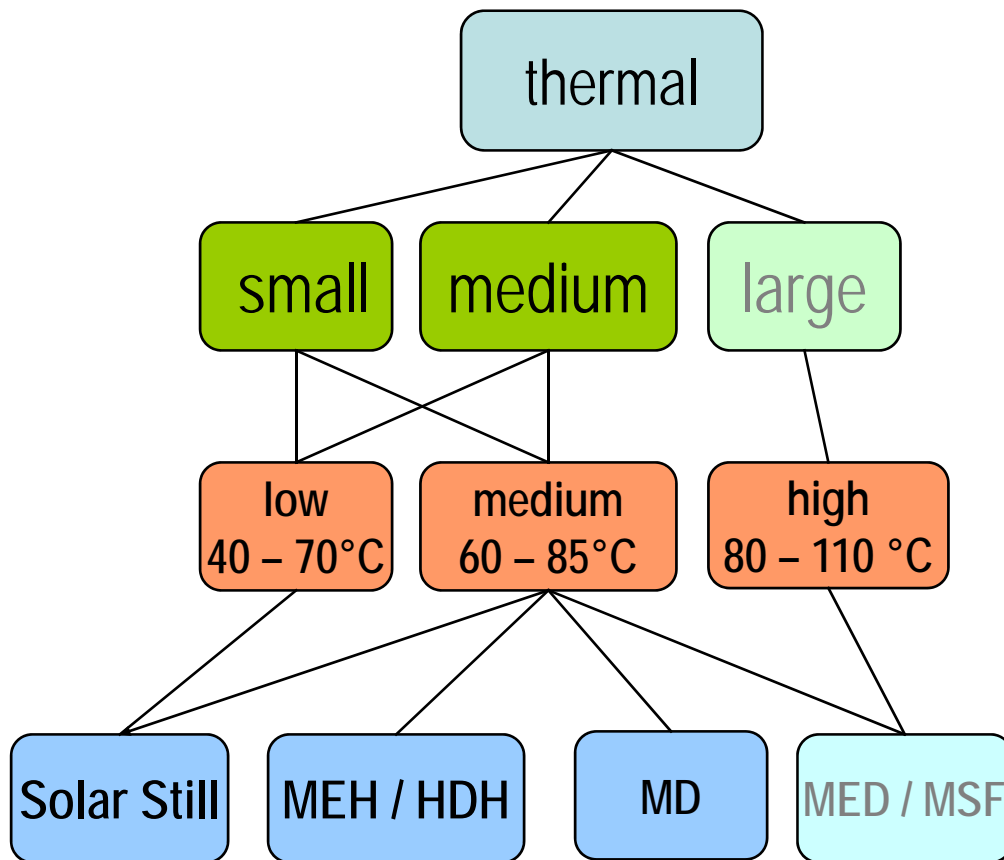 thermal
small
medium
large
low
40 – 70°C
medium
60 – 85°C
high
80 – 110 °C
Solar Still
MEH / HDH
MD
MED / MSF